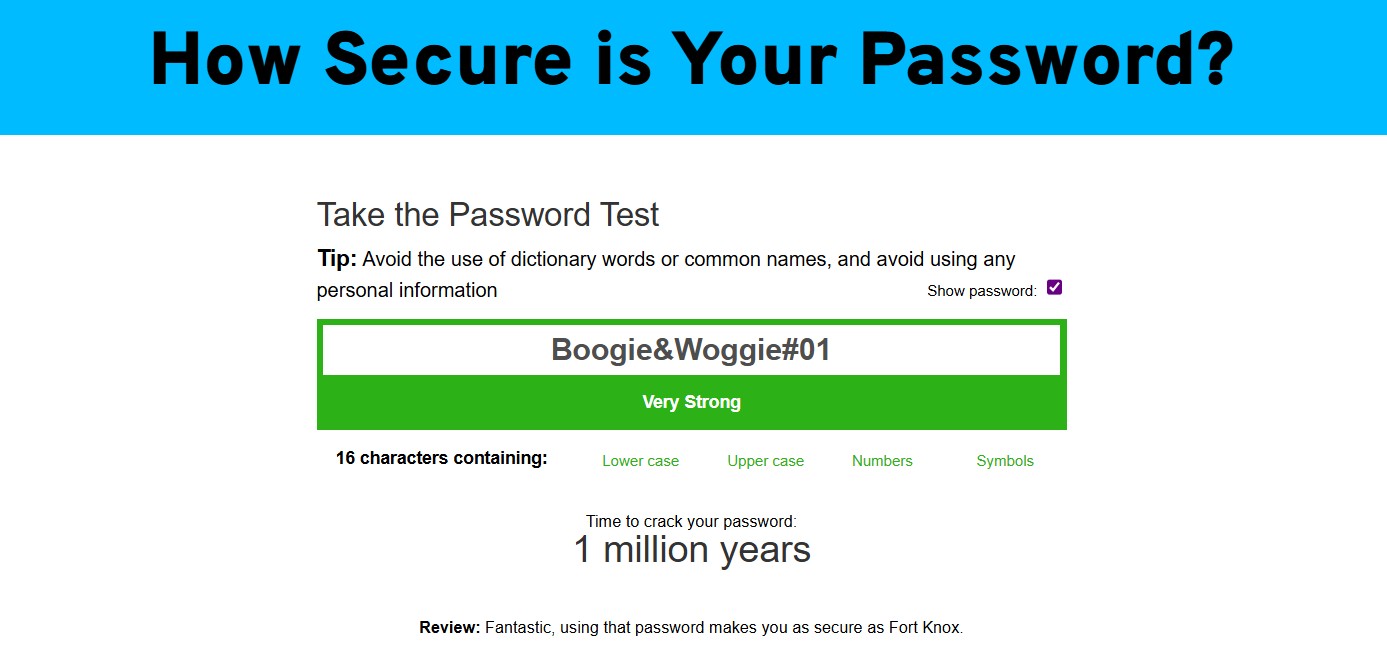 How Secure is Your Password?
Take the Password Test
Tip: Avoid the use of dictionary words or common names, and avoid using any
personal information
Show password:
Boogie&Woggie#01
Very Strong
16 characters containing: Lower case Upper case Numbers Symbols
Time to crack your password:
1 million years
Review: Fantastic, using that password makes you as secure as Fort Knox.